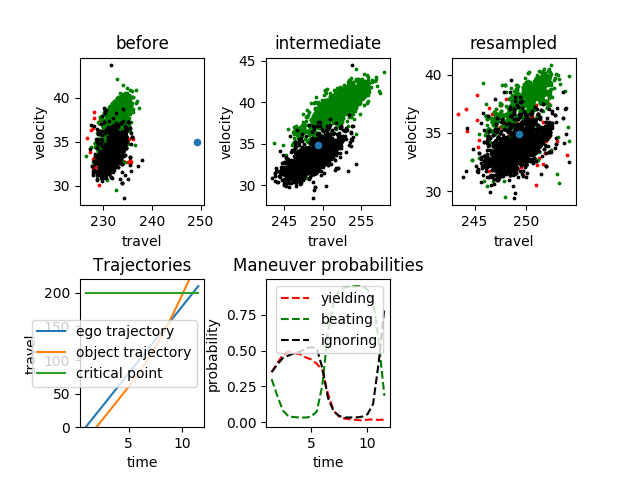 before
intermediate
resampled
velocity
40
35
30
230
240
250
travel
velocity
45
40
35
30
245
250
255
travel
velocity
40
35
30
245
250
travel
Trajectories
Maneuver probabilities
travel
200
150
100
50
0
ego trajectory
object trajectory
critical point
5
10
time
probability
0.75
0.50
0.25
0.00
yielding
beating
ignoring
5
10
time